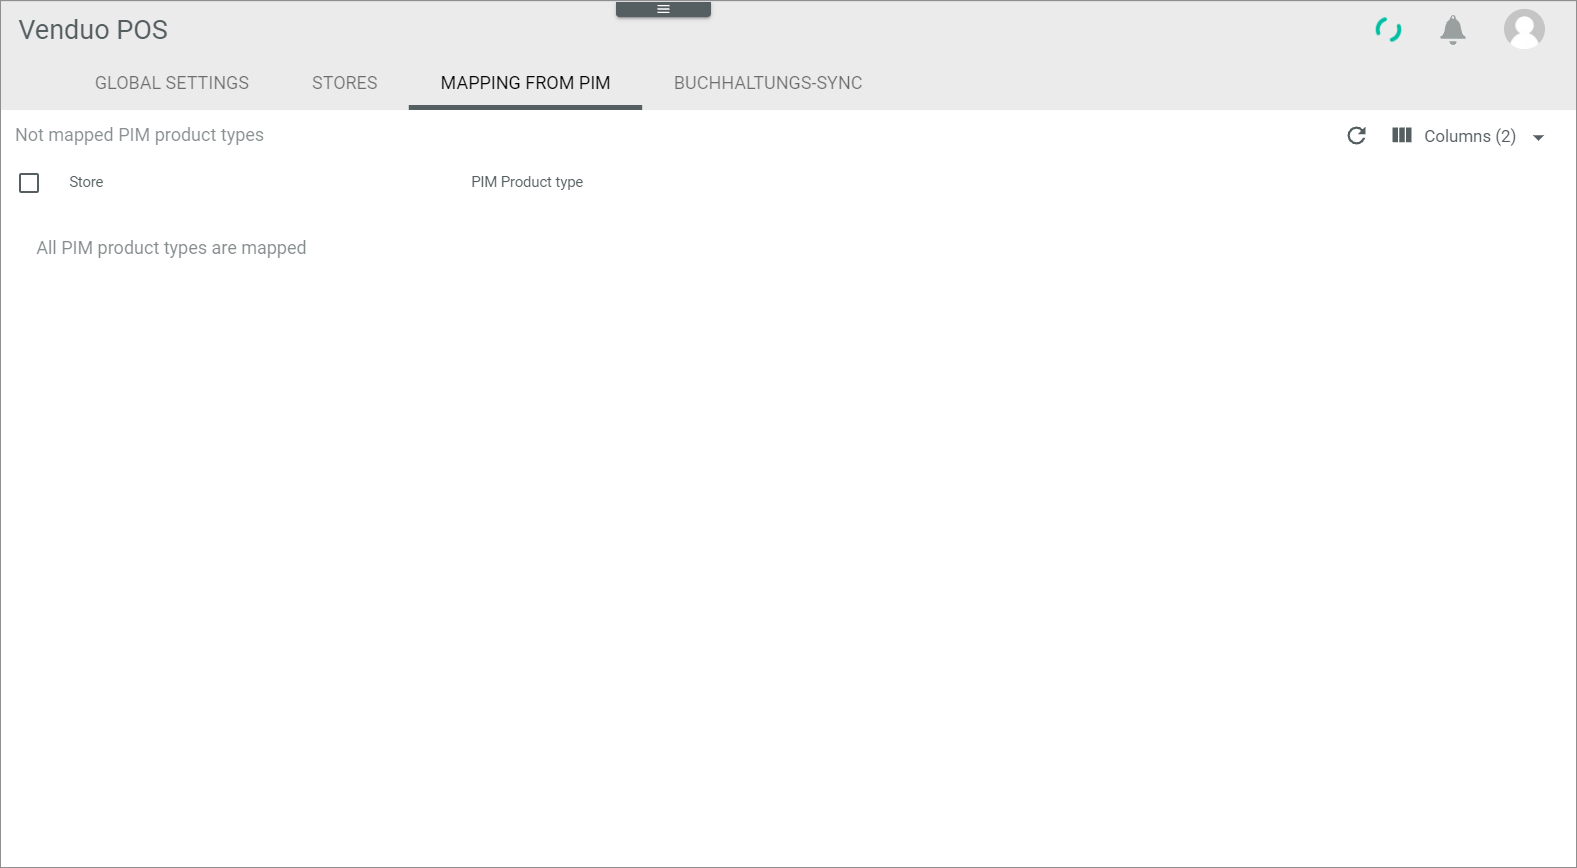 Venduo POS
GLOBAL SETTINGS STORES MAPPING FROM PIM BUCHHALTUNGS-SYNC
Not mapped PIM product types
Columns (2)
Store PIM Product type
All PIM product types are mapped